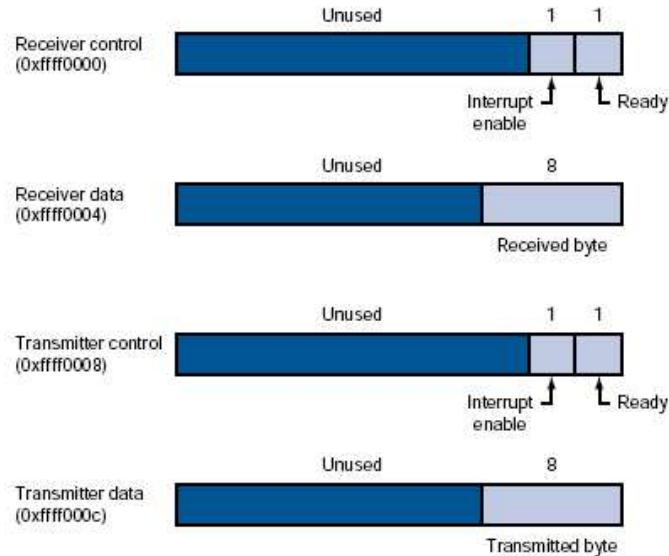 Unused 1 1
Receiver control
(0xffff0000)
Interrupt
enable
Ready
Unused 8
Receiver data
(0xffff0004)
Received byte
Unused 1 1
Transmitter control
(0xffff0008)
Interrupt
enable
Ready
Unused 8
Transmitter data
(0xffff000c)
Transmitted byte